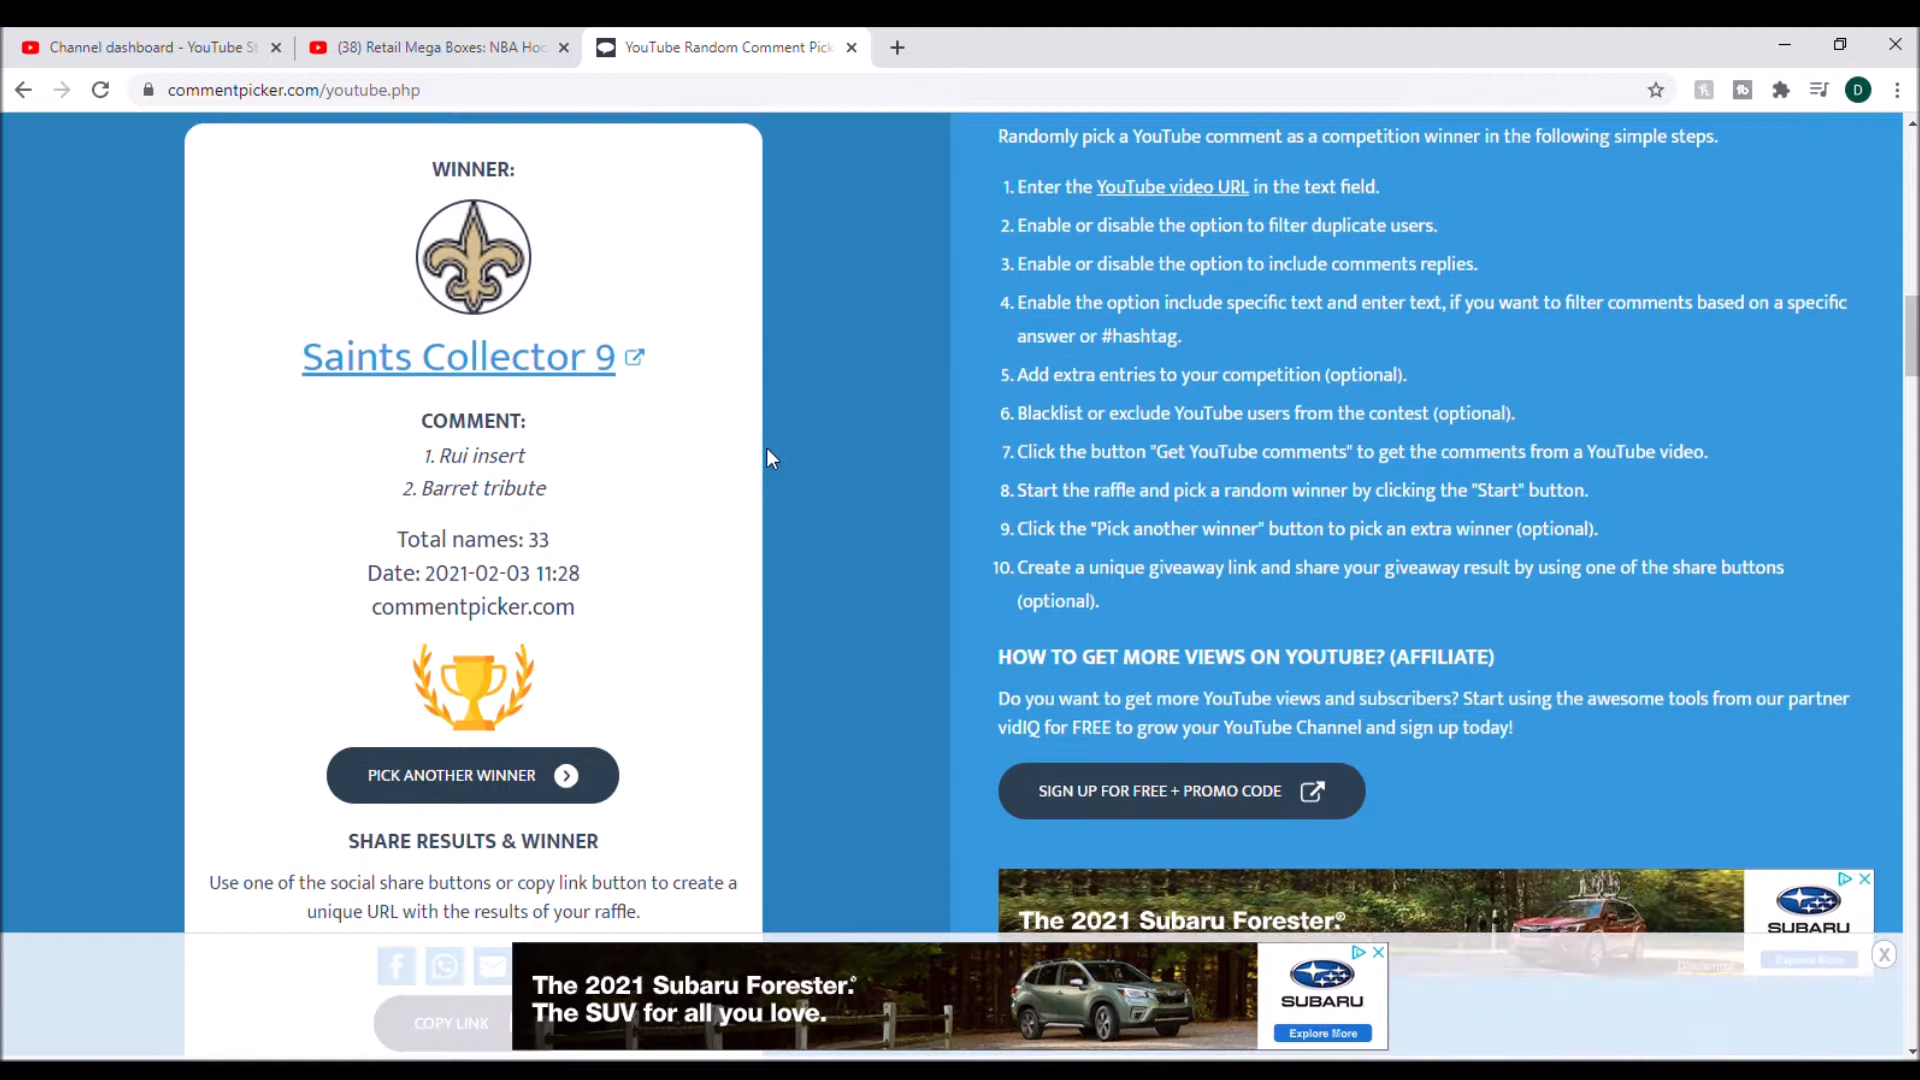 Channel dashboard - YouTube St
(38) Retail Mega Boxes: NBA Hoo
YouTube Random Comment Pick
commentpicker.com/youtube.php
D
WINNER:
Saints Collector 9
COMMENT:
1. Rui insert
2. Barret tribute
Total names: 33
Date: 2021-02-03 11:28
commentpicker.com
PICK ANOTHER WINNER
SHARE RESULTS & WINNER
Use one of the social share buttons or copy link button to create a
unique URL with the results of your raffle.
COPY LINK
Randomly pick a YouTube comment as a competition winner in the following simple steps.
1. Enter the YouTube video URL in the text field.
2. Enable or disable the option to filter duplicate users.
3. Enable or disable the option to include comments replies.
4. Enable the option include specific text and enter text, if you want to filter comments based on a specific
answer or #hashtag.
5. Add extra entries to your competition (optional).
6. Blacklist or exclude YouTube users from the contest (optional).
7. Click the button "Get YouTube comments" to get the comments from a YouTube video.
8. Start the raffle and pick a random winner by clicking the "Start" button.
9. Click the "Pick another winner" button to pick an extra winner (optional).
10. Create a unique giveaway link and share your giveaway result by using one of the share buttons
(optional).
HOW TO GET MORE VIEWS ON YOUTUBE? (AFFILIATE)
Do you want to get more YouTube views and subscribers? Start using the awesome tools from our partner
vidIQ for FREE to grow your YouTube Channel and sign up today!
SIGN UP FOR FREE + PROMO CODE
The 2021 Subaru Forester.®
SUBARU
Explore More
The 2021 Subaru Forester.®
The SUV for all you love.
SUBARU
Explore More